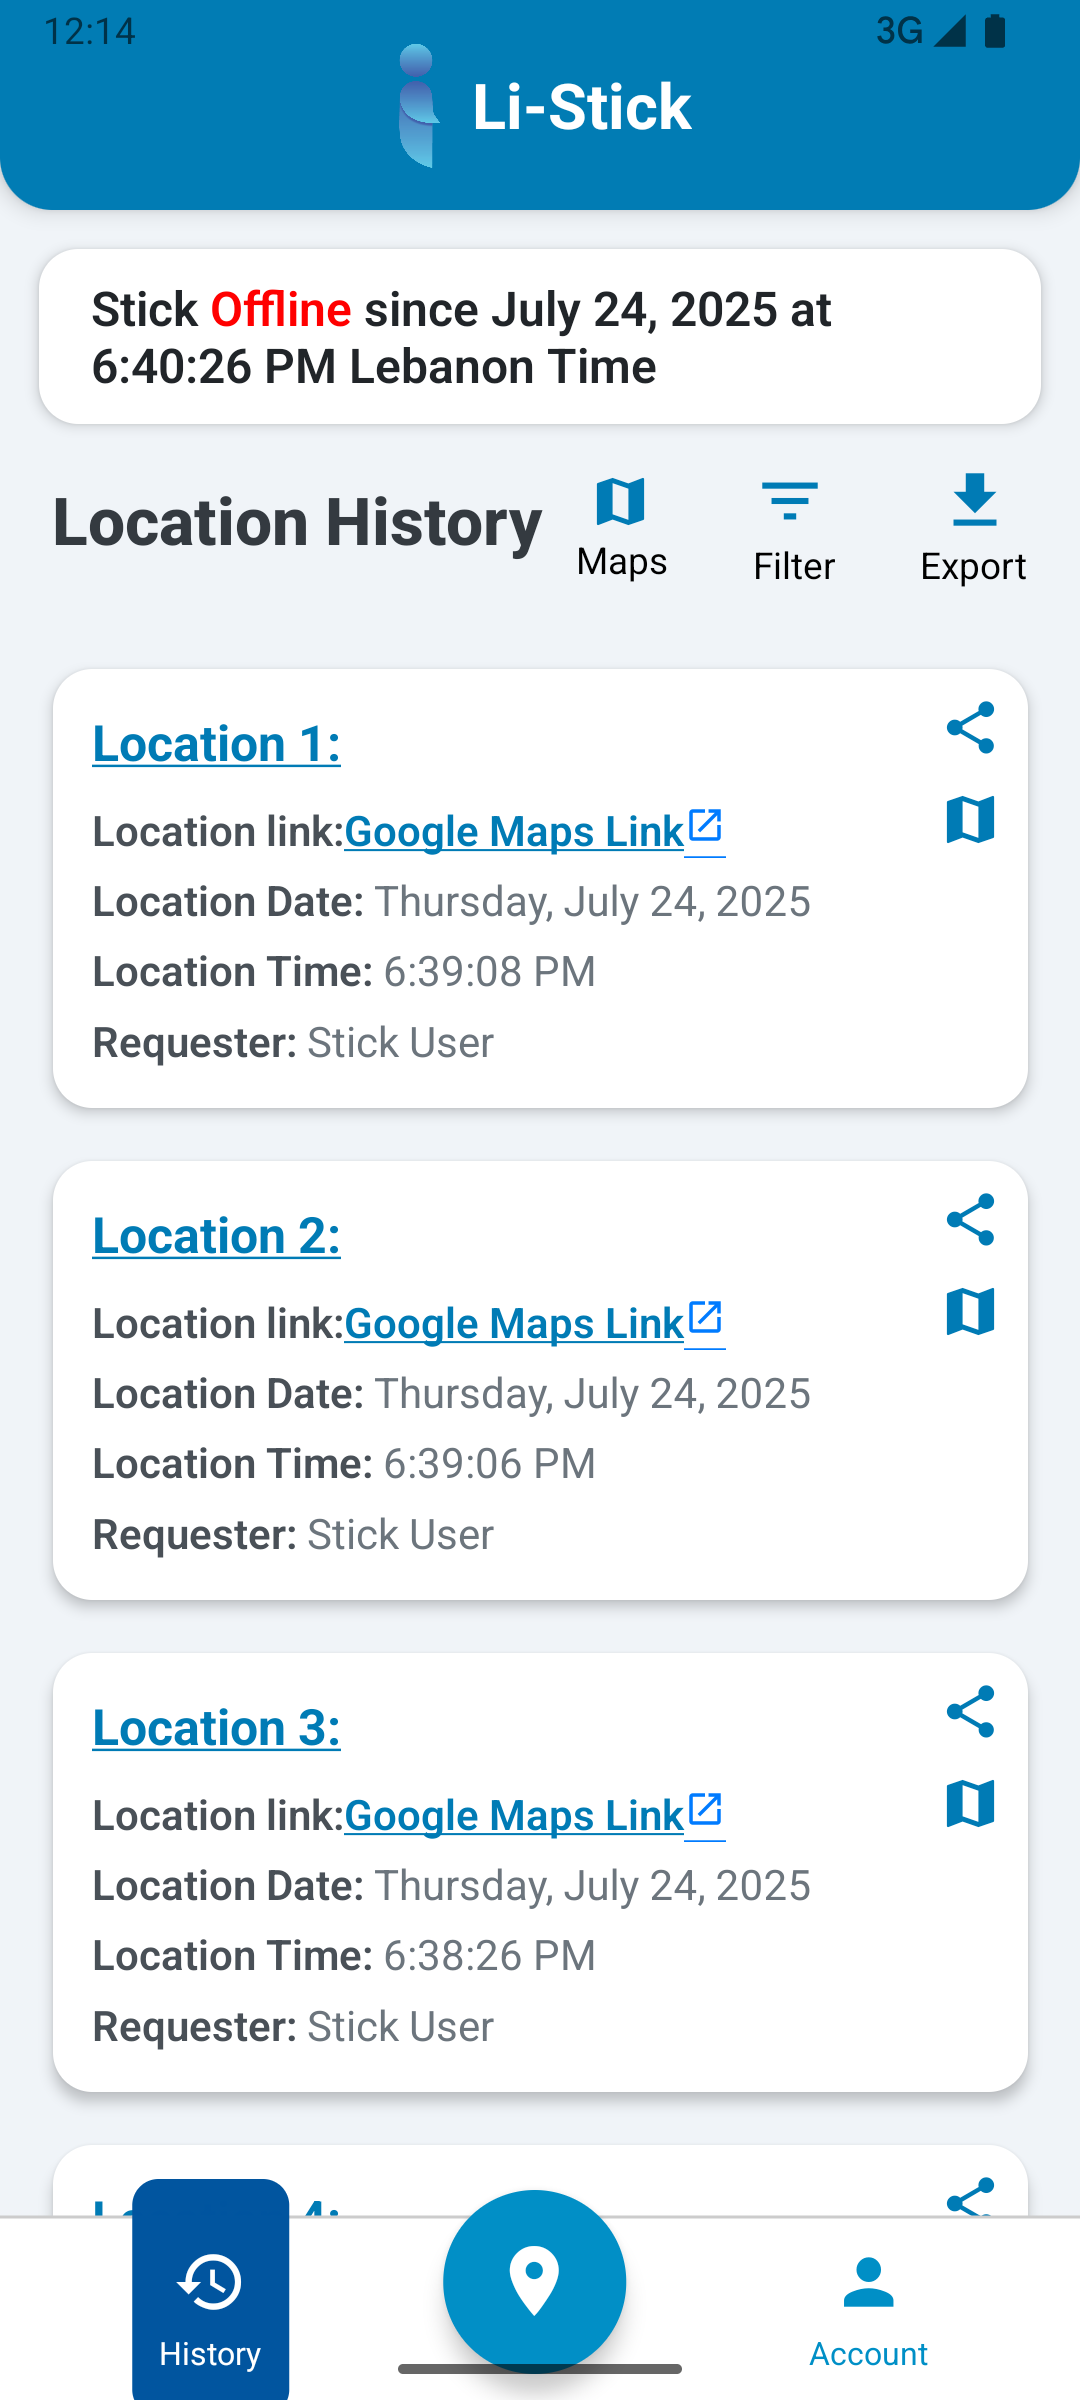 12:14
3G
Li-Stick
Stick Offline since July 24, 2025 at
6:40:26 PM Lebanon Time
Location History
Maps
Filter
Export
Location 1:
Location link:Google Maps Link
Location Date: Thursday, July 24, 2025
Location Time: 6:39:08 PM
Requester: Stick User
Location 2:
Location link:Google Maps Link
Location Date: Thursday, July 24, 2025
Location Time: 6:39:06 PM
Requester: Stick User
Location 3:
Location link:Google Maps Link
Location Date: Thursday, July 24, 2025
Location Time: 6:38:26 PM
Requester: Stick User
4:
History
Account